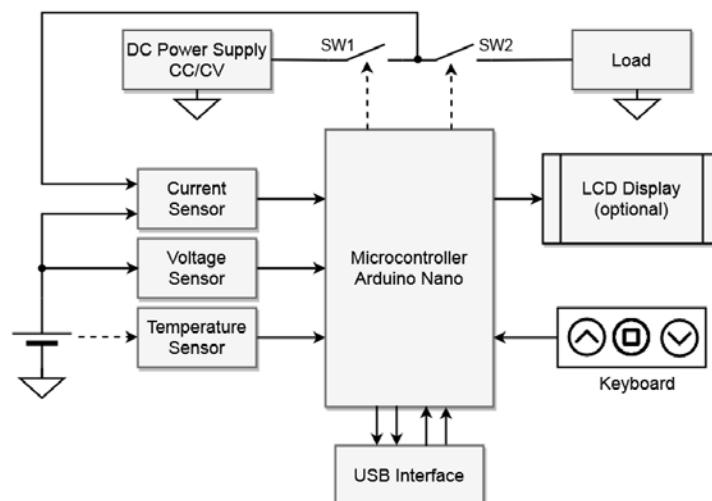 DC Power Supply
CC/CV
SW1
SW2
Load
Current
Sensor
LCD Display
(optional)
Microcontroller
Arduino Nano
Voltage
Sensor
Temperature
Sensor
Keyboard
USB Interface